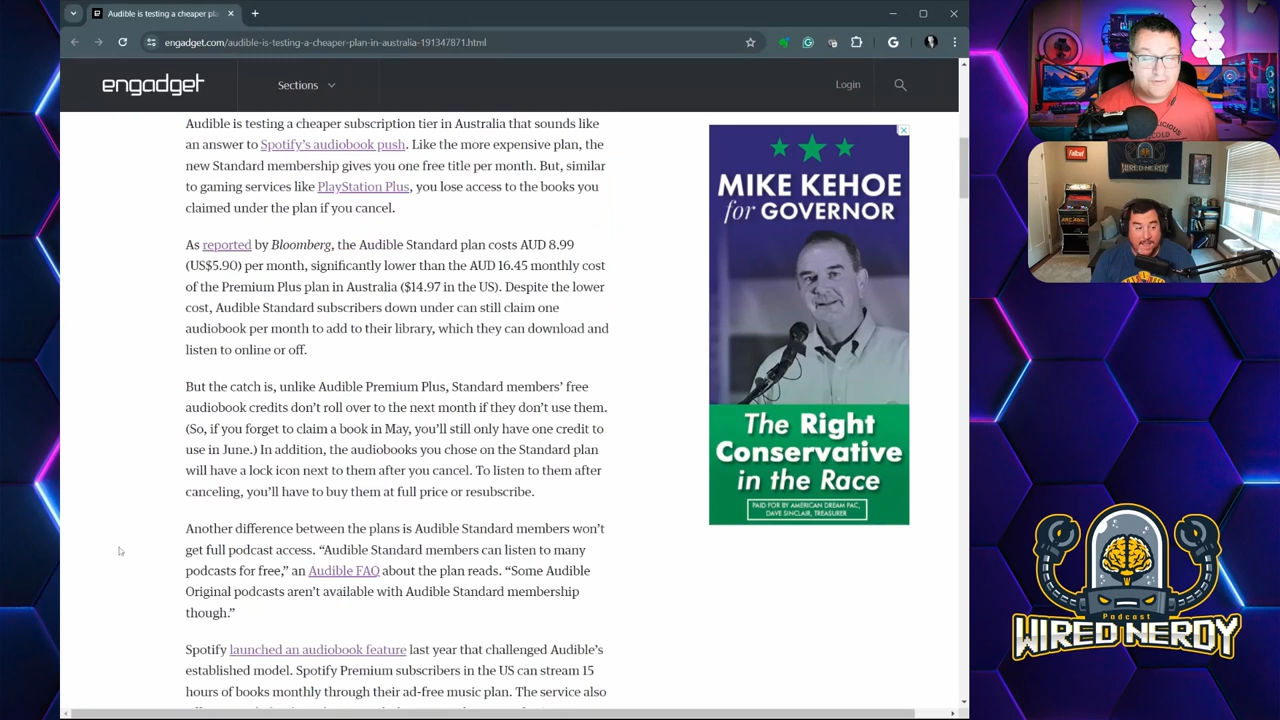 Audible is testing a cheaper pla
engadget.com/audible-is-testing-a-cheaper-plan-in-australia-191347871.html
engadget
Sections
Login
Audible is testing a cheaper subscription tier in Australia that sounds like
an answer to Spotify's audiobook push. Like the more expensive plan, the
new Standard membership gives you one free title per month. But, similar
to gaming services like PlayStation Plus, you lose access to the books you
claimed under the plan if you cancel.
As reported by Bloomberg, the Audible Standard plan costs AUD 8.99
(US$5.90) per month, significantly lower than the AUD 16.45 monthly cost
of the Premium Plus plan in Australia ($14.97 in the US). Despite the lower
cost, Audible Standard subscribers down under can still claim one
audiobook per month to add to their library, which they can download and
listen to online or off.
But the catch is, unlike Audible Premium Plus, Standard members' free
audiobook credits don't roll over to the next month if they don't use them.
(So, if you forget to claim a book in May, you'll still only have one credit to
use in June.) In addition, the audiobooks you chose on the Standard plan
will have a lock icon next to them after you cancel. To listen to them after
canceling, you'll have to buy them at full price or resubscribe.
Another difference between the plans is Audible Standard members won't
get full podcast access. “Audible Standard members can listen to many
podcasts for free,” an Audible FAQ about the plan reads. “Some Audible
Original podcasts aren't available with Audible Standard membership
though.”
Spotify launched an audiobook feature last year that challenged Audible's
established model. Spotify Premium subscribers in the US can stream 15
hours of books monthly through their ad-free music plan. The service also
MIKE KEHOE
for GOVERNOR
The Right
Conservative
in the Race
PAID FOR BY AMERICAN DREAM PAC,
DAVE SINCLAIR, TREASURER
Fallout
WIRED NERDY
Podcast
WIRED NERDY